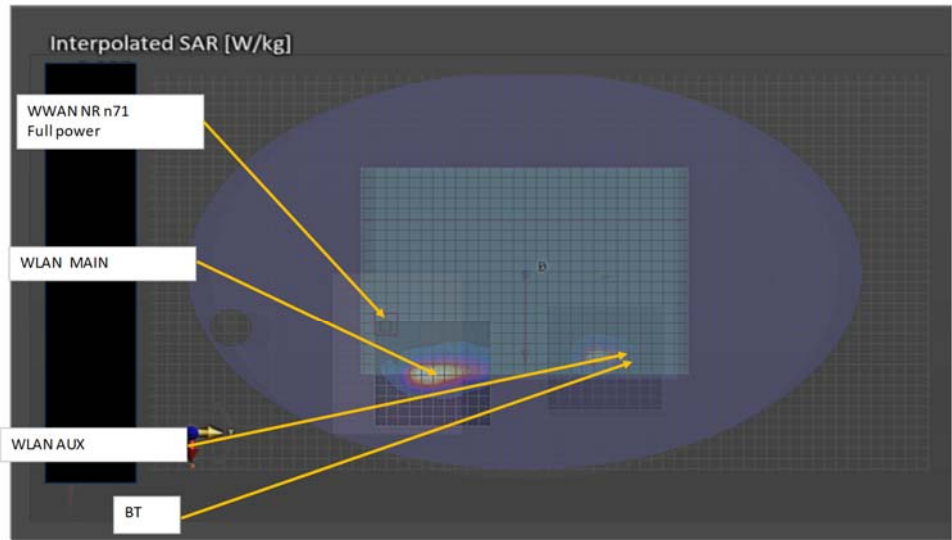 Interpolated SAR [W/kg]
WWAN NR n71
Full power
WLAN MAIN
WLAN AUX
BT